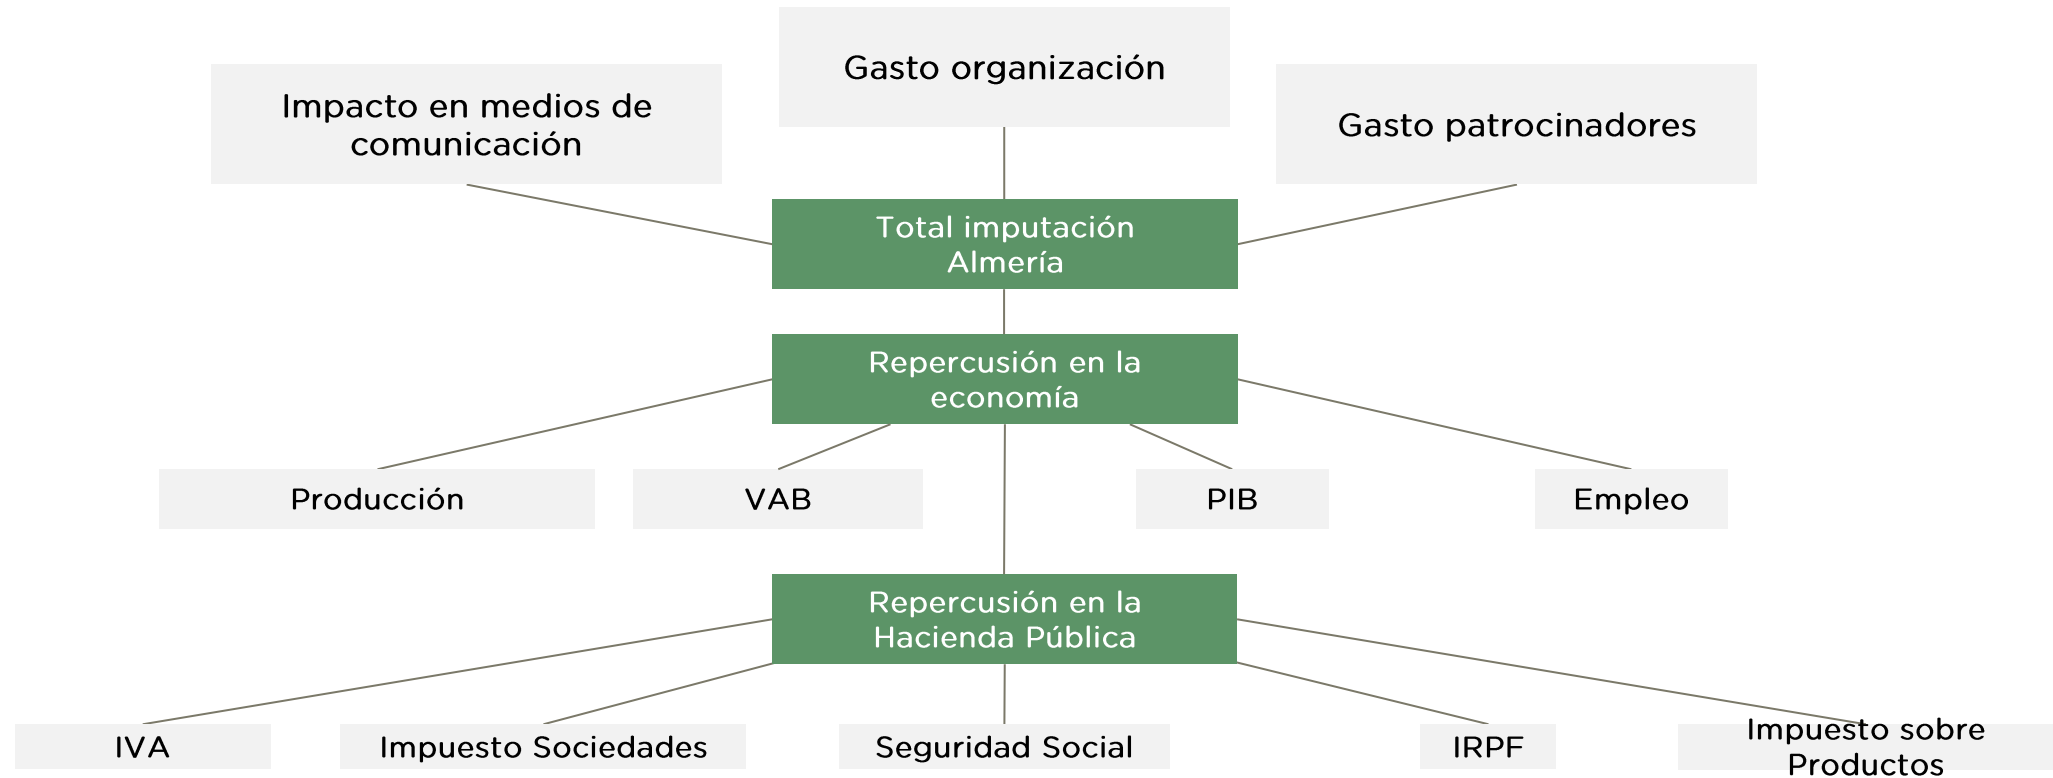 Gasto organización
Impacto en medios de
comunicación
Gasto patrocinadores
Total imputación
Almería
Repercusión en la
economía
Producción
VAB
PIB
Empleo
Repercusión en la
Hacienda Pública
IVA
Impuesto Sociedades
Seguridad Social
IRPF
Impuesto sobre
Productos